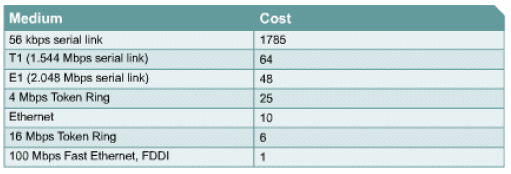 Medium Cost
56 kbps serial link 1785
T1 (1.544 Mbps serial link) 64
E1 (2.048 Mbps serial link) 48
4 Mbps Token Ring 25
Ethernet 10
16 Mbps Token Ring 6
100 Mbps Fast Ethernet, FDDI 1